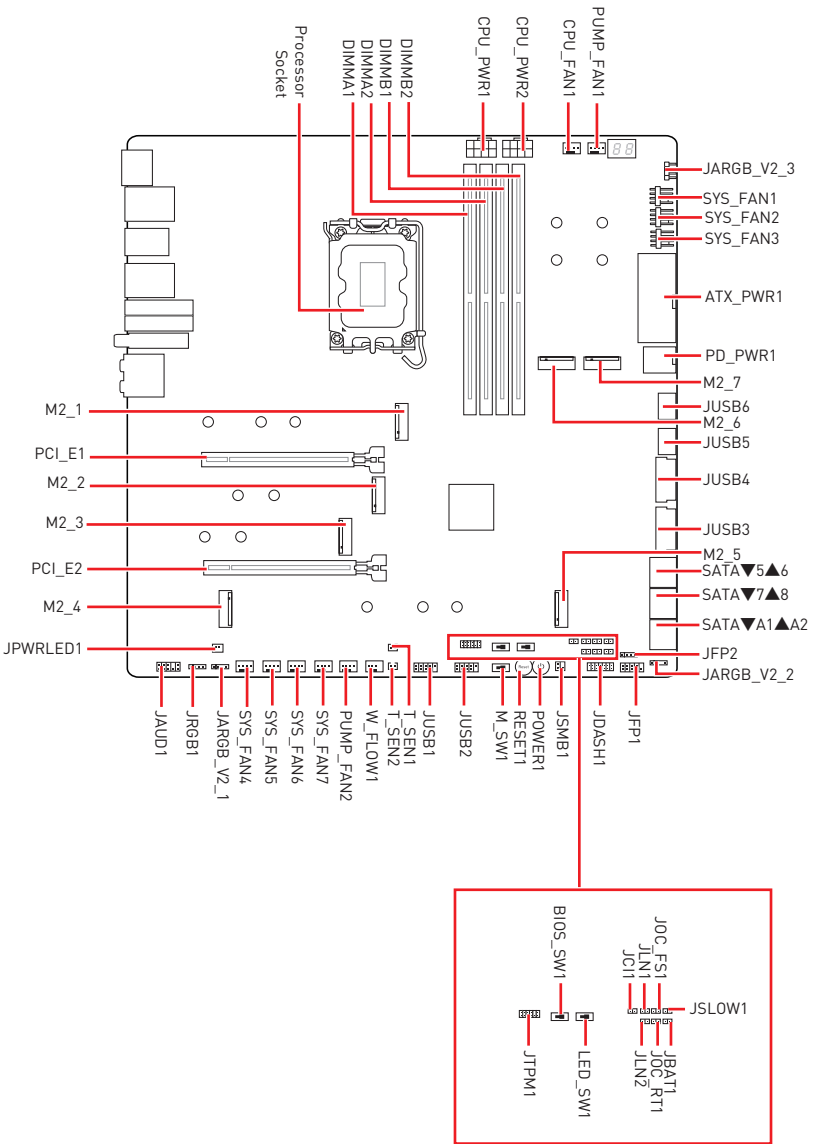 Processor
Socket
DIMMA1
DIMMA2
DIMMB1
DIMMB2
CPU_PWR1
CPU_PWR2
CPU_FAN1
PUMP_FAN1
88
JARGB_V2_3
SYS_FAN1
SYS_FAN2
SYS_FAN3
ATX_PWR1
PD_PWR1
M2_7
JUSB6
M2_6
JUSB5
JUSB4
JUSB3
M2_5
SATA▼5▲6
SATA▼7▲8
SATA▼A1▲A2
JFP2
JARGB_V2_2
M2_1
PCI_E1
M2_2
M2_3
PCI_E2
M2_4
JPWRLED1
Reset
JAUD1
JRGB1
JARGB_V2_1
SYS_FAN4
SYS_FAN5
SYS_FAN6
SYS_FAN7
PUMP_FAN2
W_FLOW1
T_SEN2
T_SEN1
JUSB1
JUSB2
M_SW1
RESET1
POWER1
JSMB1
JDASH1
JFP1
BIOS_SW1
JCI1
JLN1
JOC_FS1
JSLOW1
JTPM1
LED_SW1
JLN2
JOC_RT1
JBAT1